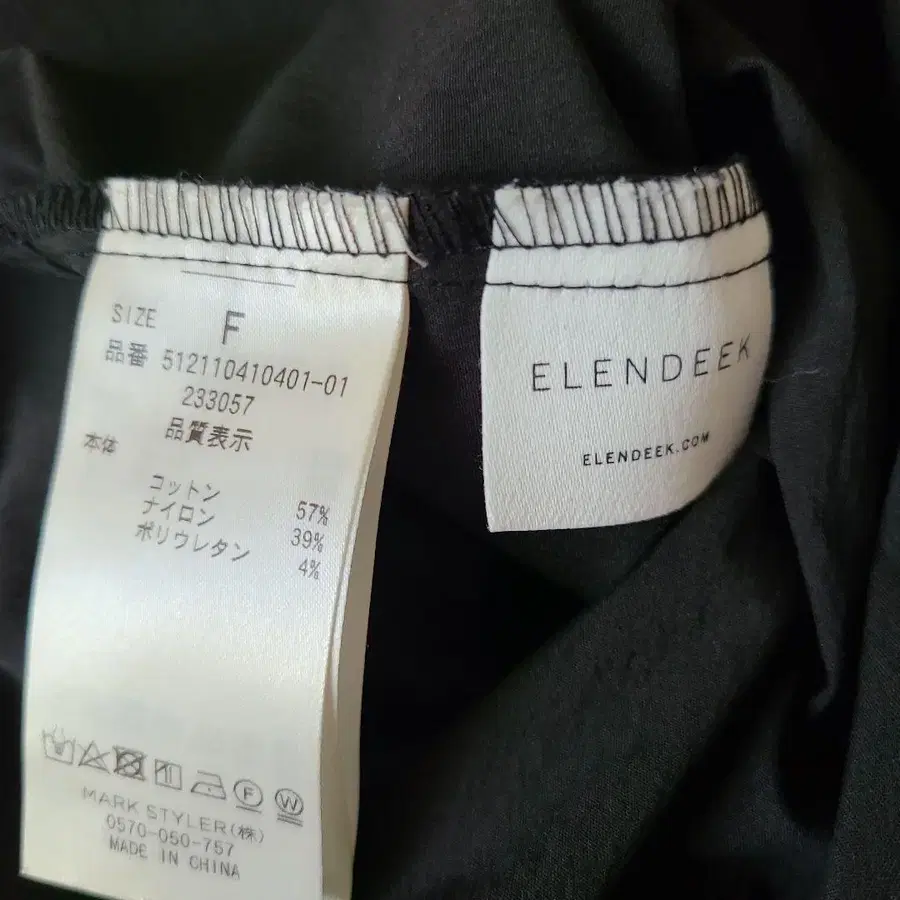 SIZE F
品番 512110410401-01
233057
品質表示
本体
コットン 57%
ナイロン 39%
ポリウレタン 4%
F W
MARK STYLER(株)
0570-050-757
MADE IN CHINA
ELENDEEK
ELENDEEK.COM